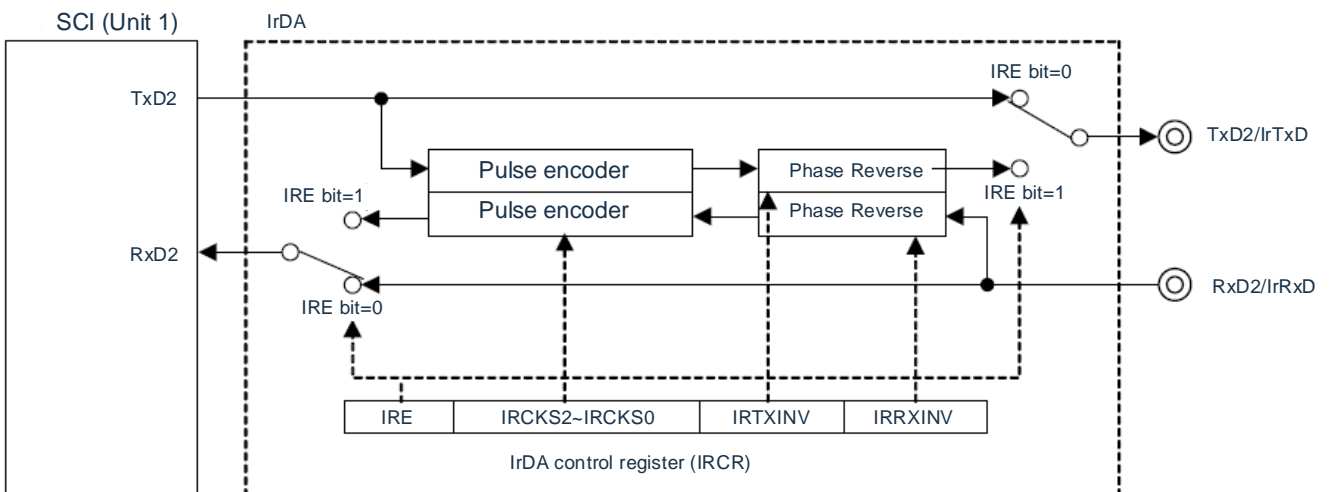 SCI (Unit 1)
IrDA
IRE bit=0
TxD2
TxD2/IrTxD
Pulse encoder
Phase Reverse
IRE bit=1
IRE bit=1
Pulse encoder
Phase Reverse
RxD2
RxD2/IrRxD
IRE bit=0
IRE
IRCKS2~IRCKS0
IRTXINV
IRRXINV
IrDA control register (IRCR)